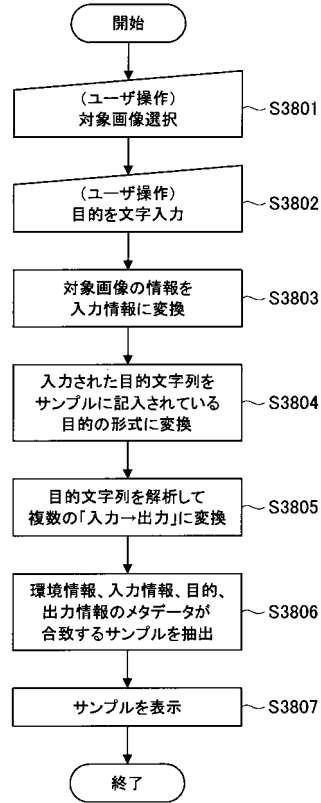 開始
(ユーザ操作)
対象画像選択
S3801
(ユーザ操作)
目的を文字入力
S3802
対象画像の情報を
入力情報に変換
S3803
入力された目的文字列を
サンプルに記入されている
目的の形式に変換
S3804
目的文字列を解析して
複数の「入力→出力」に変換
S3805
環境情報、入力情報、目的、
出力情報のメタデータが
合致するサンプルを抽出
S3806
サンプルを表示
S3807
終了